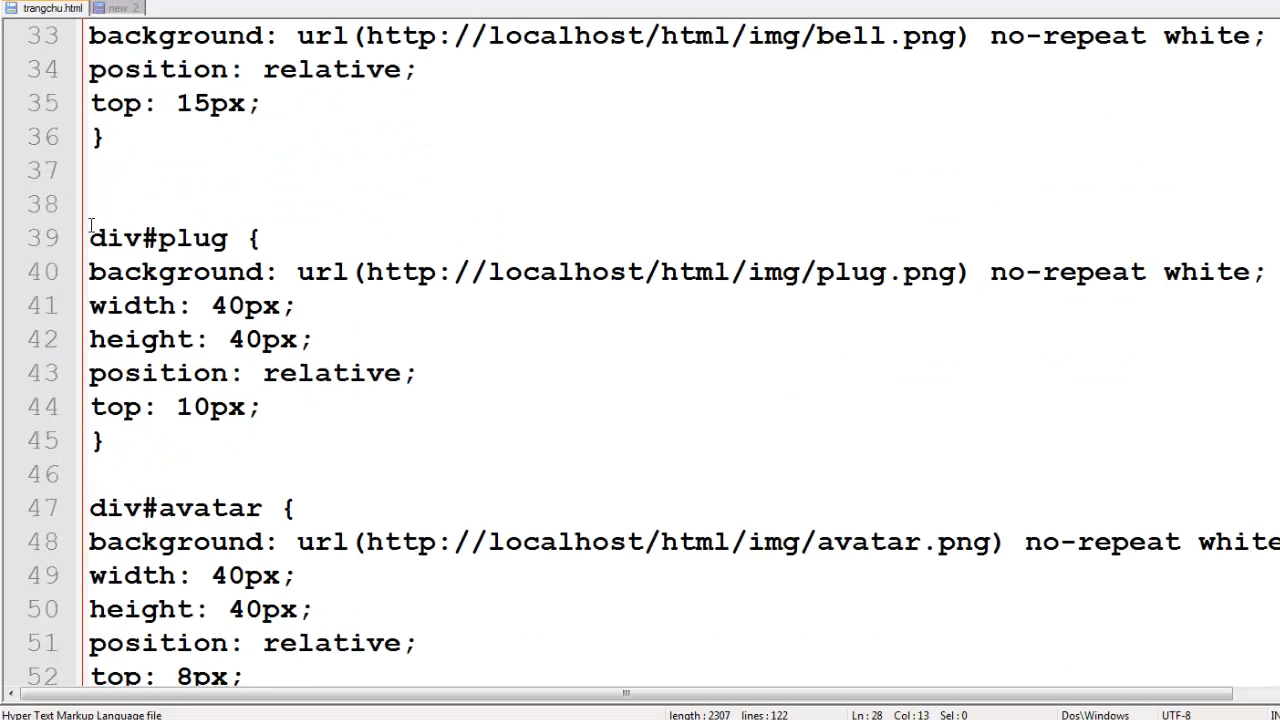 trangchu.html new 2
33 background: url(http://localhost/html/img/bell.png) no-repeat white;
34 position: relative;
35 top: 15px;
36 }
37
38
39 div#plug {
40 background: url(http://localhost/html/img/plug.png) no-repeat white;
41 width: 40px;
42 height: 40px;
43 position: relative;
44 top: 10px;
45 }
46
47 div#avatar {
48 background: url(http://localhost/html/img/avatar.png) no-repeat white
49 width: 40px;
50 height: 40px;
51 position: relative;
52 top: 8px;
Hyper Text Markup Language file length : 2307 lines : 122 Ln : 28 Col : 13 Sel : 0 Dos\Windows UTF-8 IN